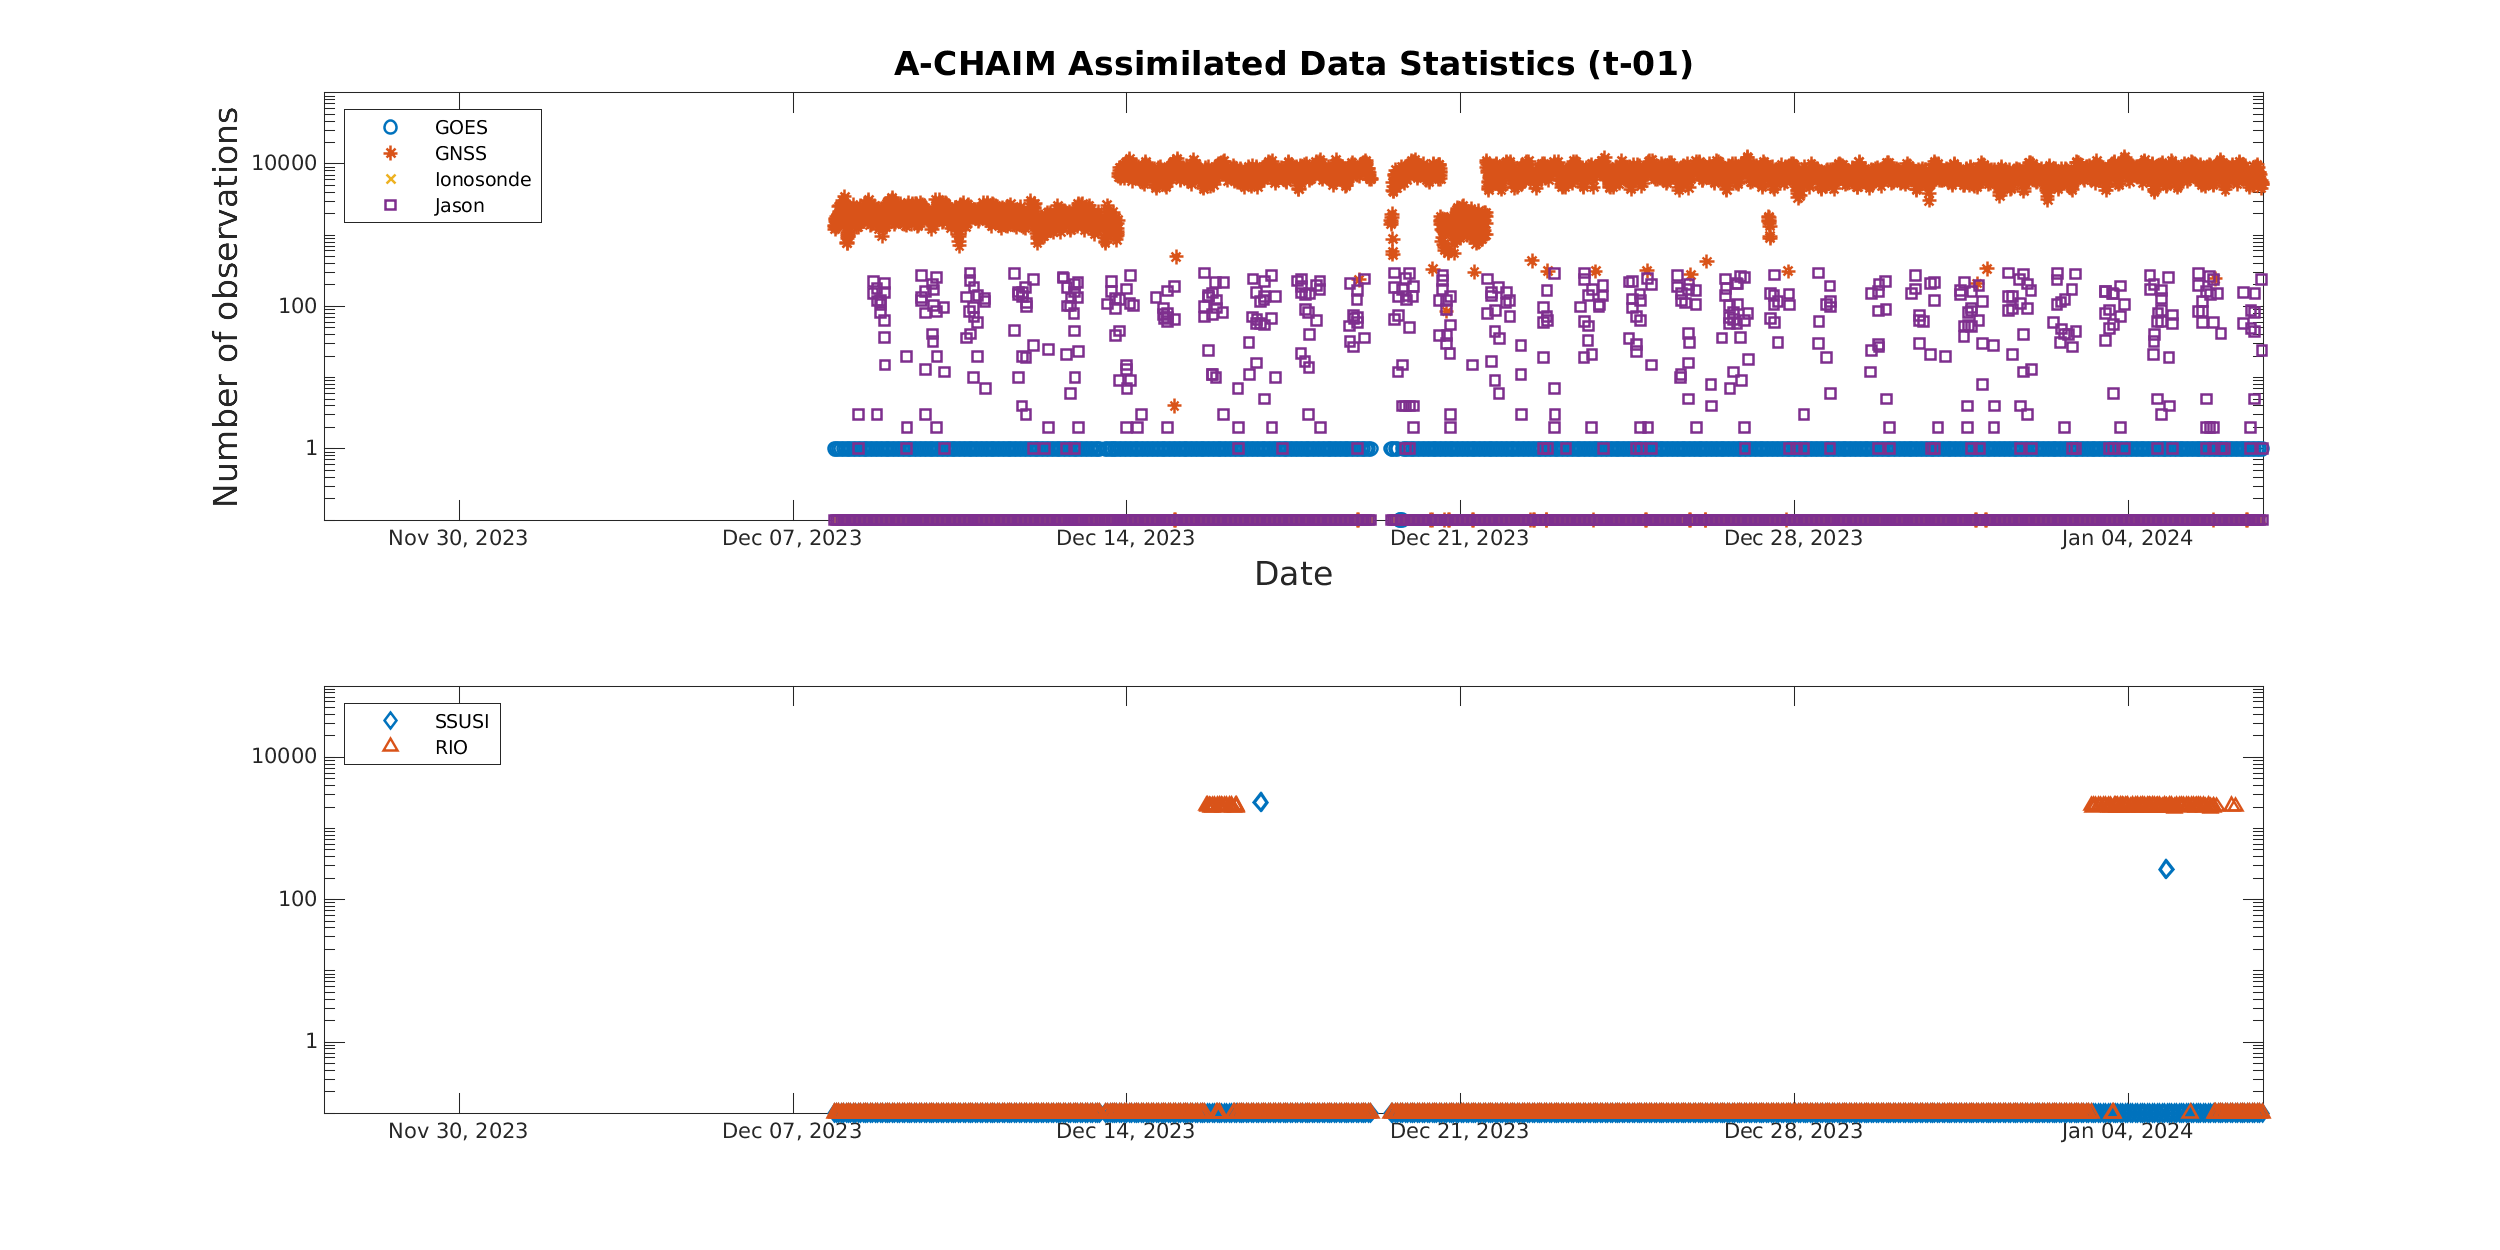 A-CHAIM Assimilated Data Statistics (t-01)
Number of observations
GOES
GNSS
Ionosonde
Jason
10000
100
1
Nov 30, 2023
Dec 07, 2023
Dec 14, 2023
Dec 21, 2023
Dec 28, 2023
Jan 04, 2024
Date
SSUSI
RIO
10000
100
1
Nov 30, 2023
Dec 07, 2023
Dec 14, 2023
Dec 21, 2023
Dec 28, 2023
Jan 04, 2024